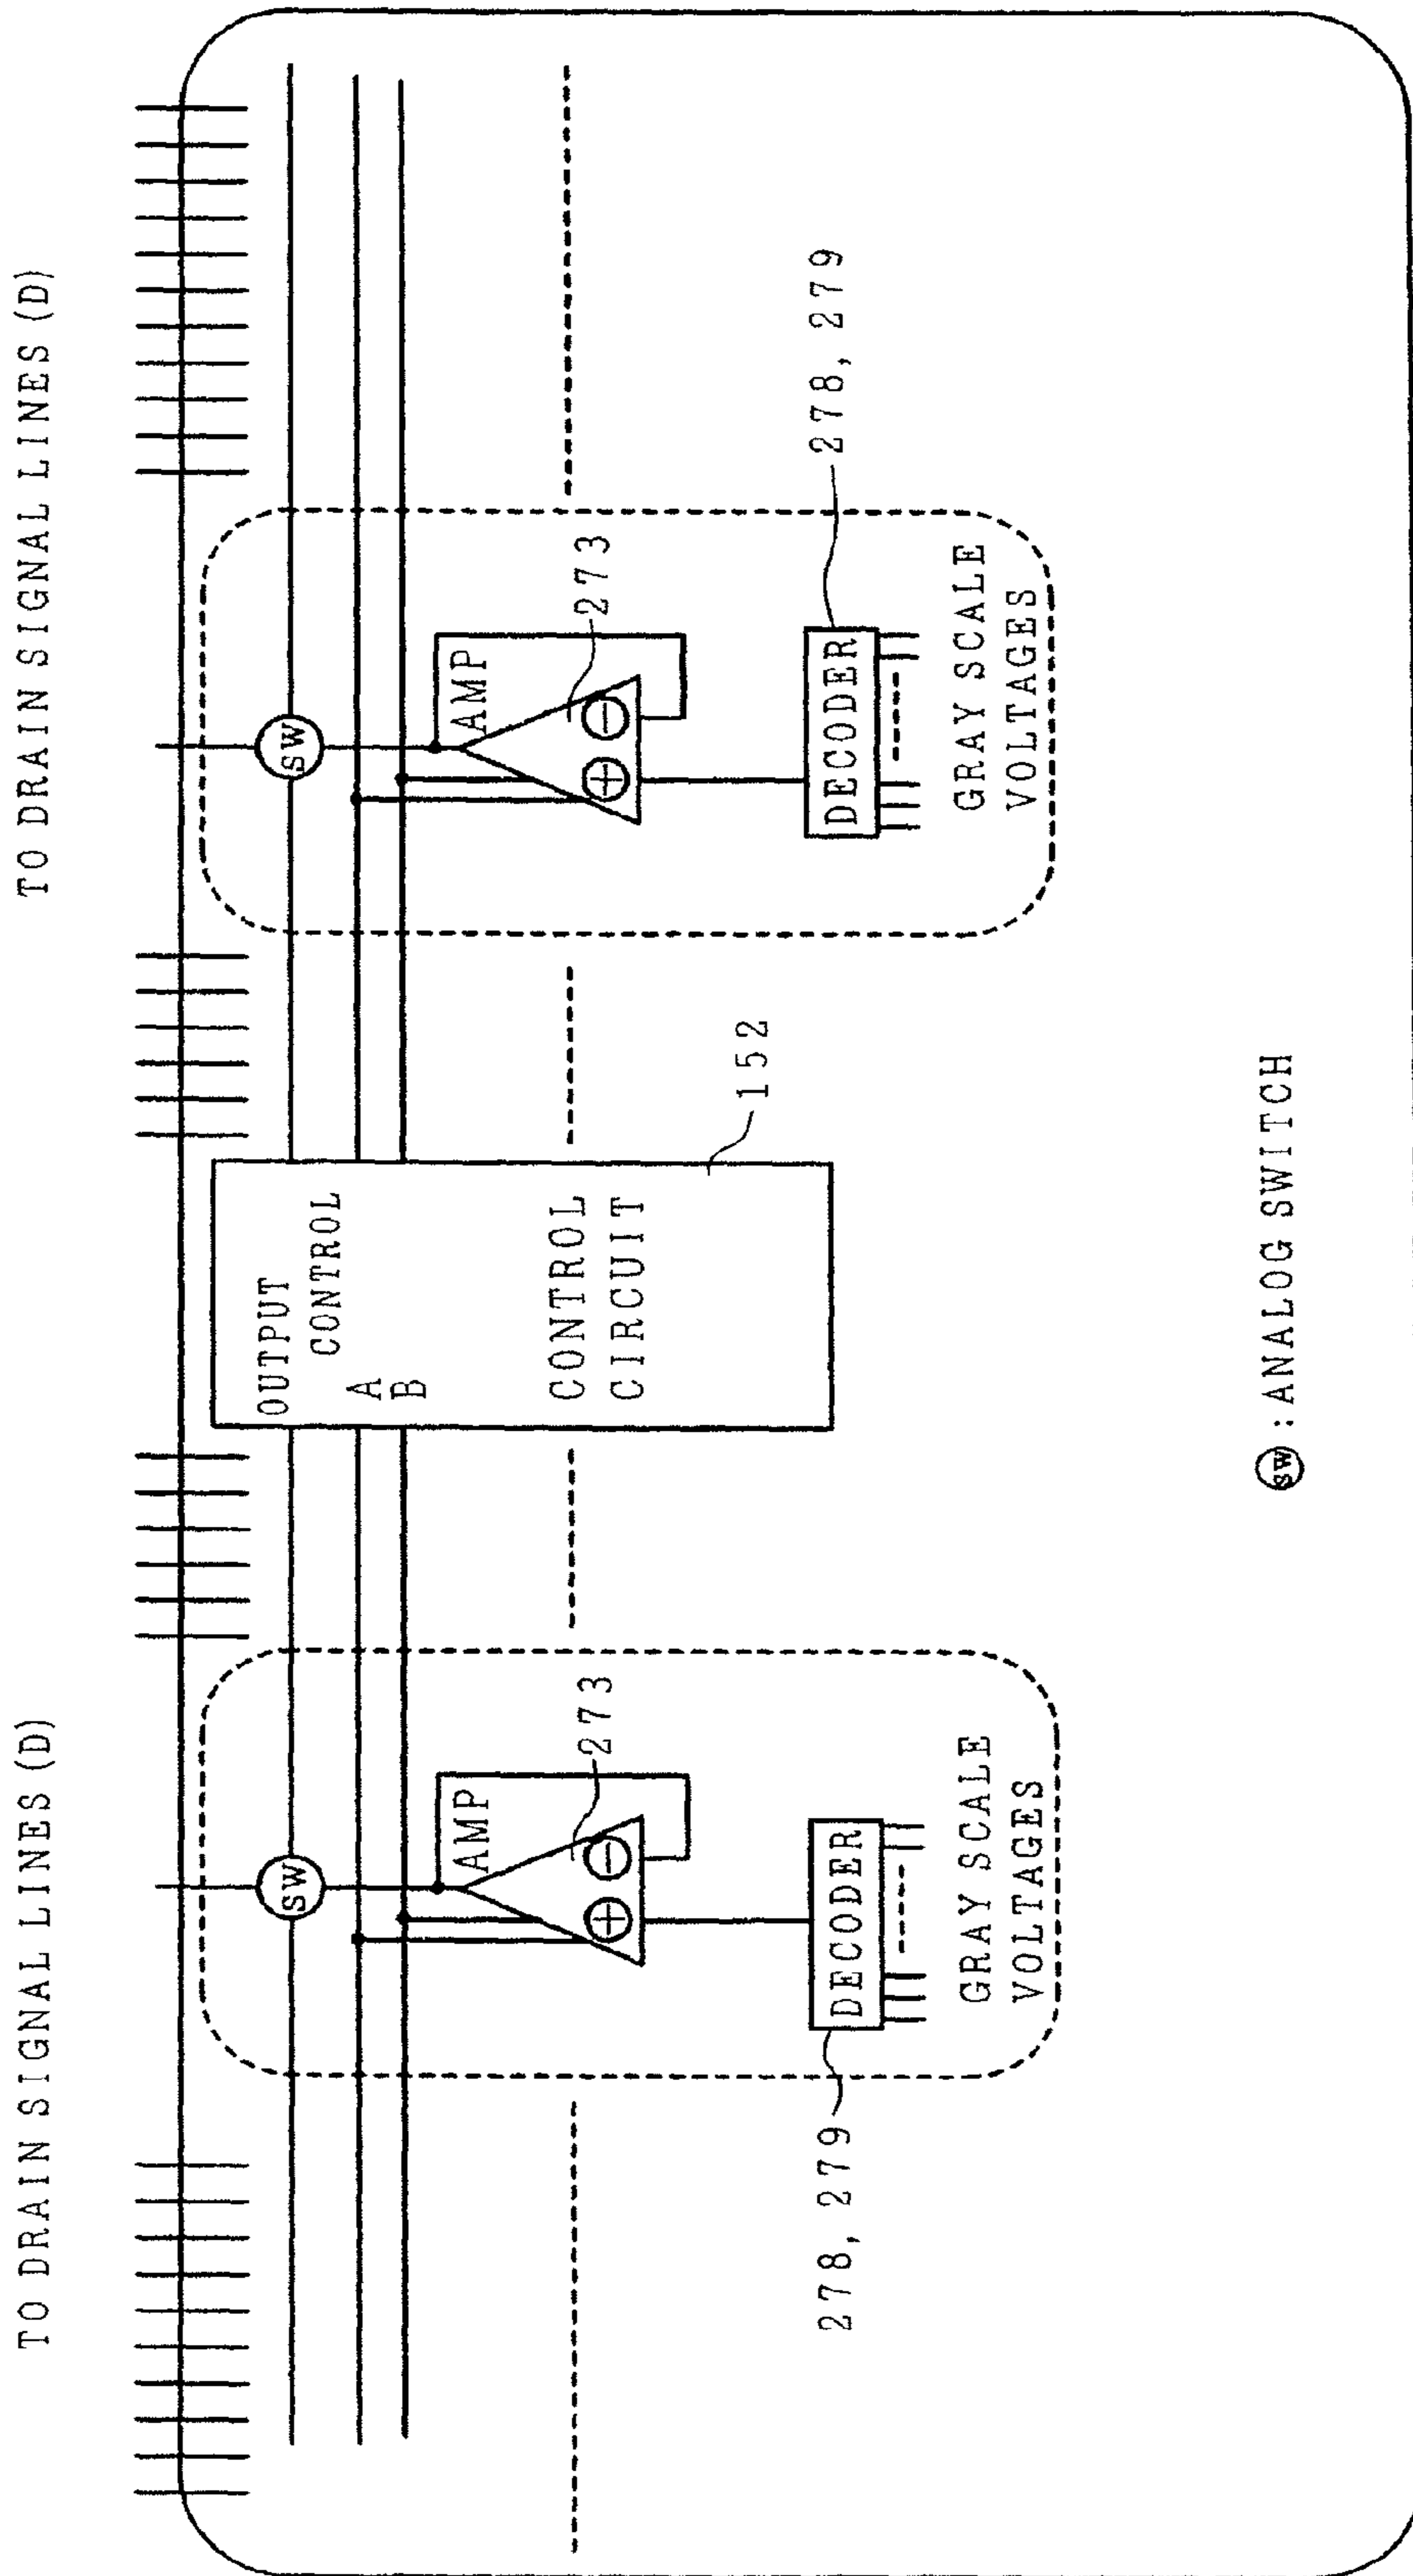 TO DRAIN SIGNAL LINES (D)
TO DRAIN SIGNAL LINES (D)
SW
AMP
273
DECODER
278, 279
GRAY SCALE
VOLTAGES
OUTPUT
CONTROL
A
B
CONTROL
CIRCUIT
152
SW
AMP
273
DECODER
278, 279
GRAY SCALE
VOLTAGES
SW : ANALOG SWITCH